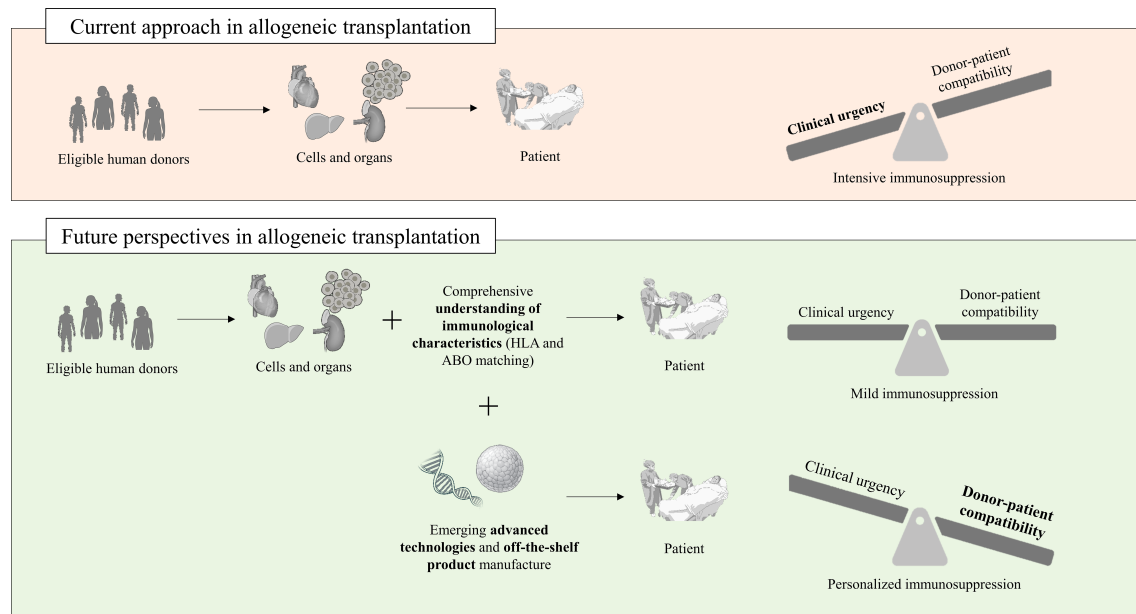 Current approach in allogeneic transplantation
Eligible human donors
Cells and organs
Patient
Clinical urgency
Donor-patient
compatibility
Intensive immunosuppression
Future perspectives in allogeneic transplantation
Eligible human donors
Cells and organs
+
Comprehensive
understanding of
immunological
characteristics (HLA and
ABO matching)
Patient
Clinical urgency
Donor-patient
compatibility
Mild immunosuppression
+
Emerging advanced
technologies and off-the-shelf
product manufacture
Patient
Clinical urgency
Donor-patient
compatibility
Personalized immunosuppression